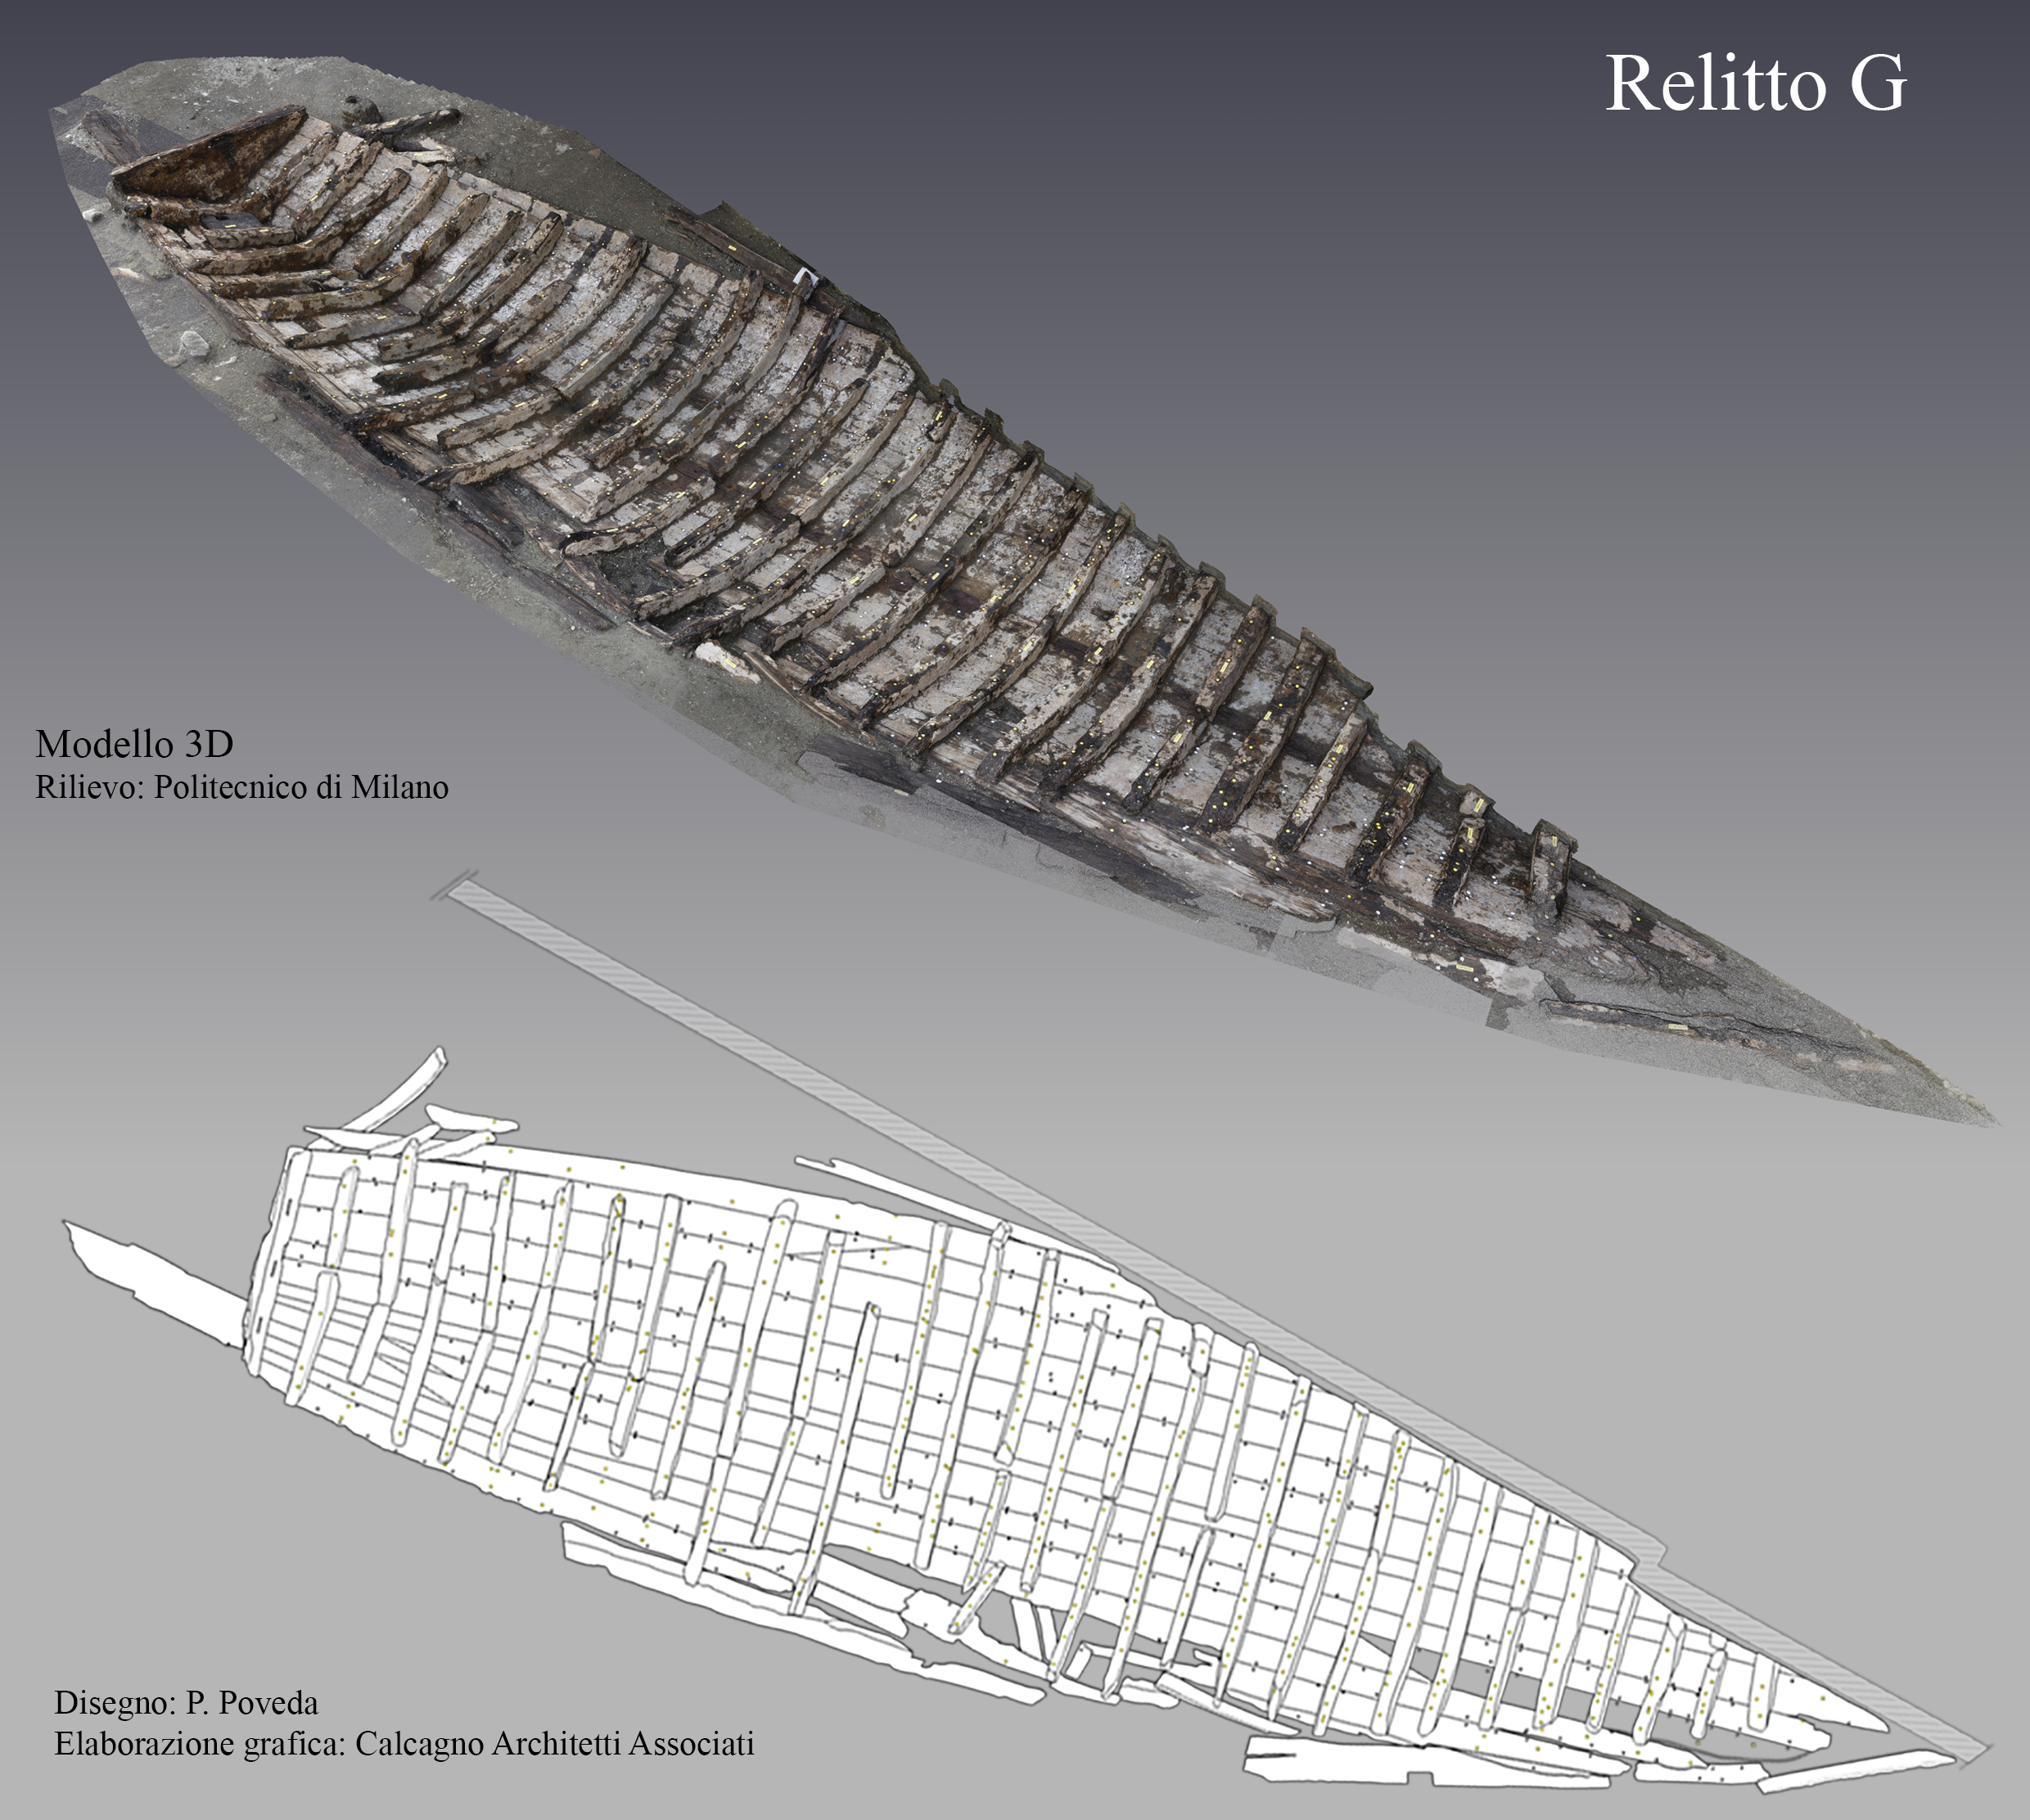 Relitto G
Modello 3D
Rilievo: Politecnico di Milano
Disegno: P. Poveda
Elaborazione grafica: Calcagno Architetti Associati